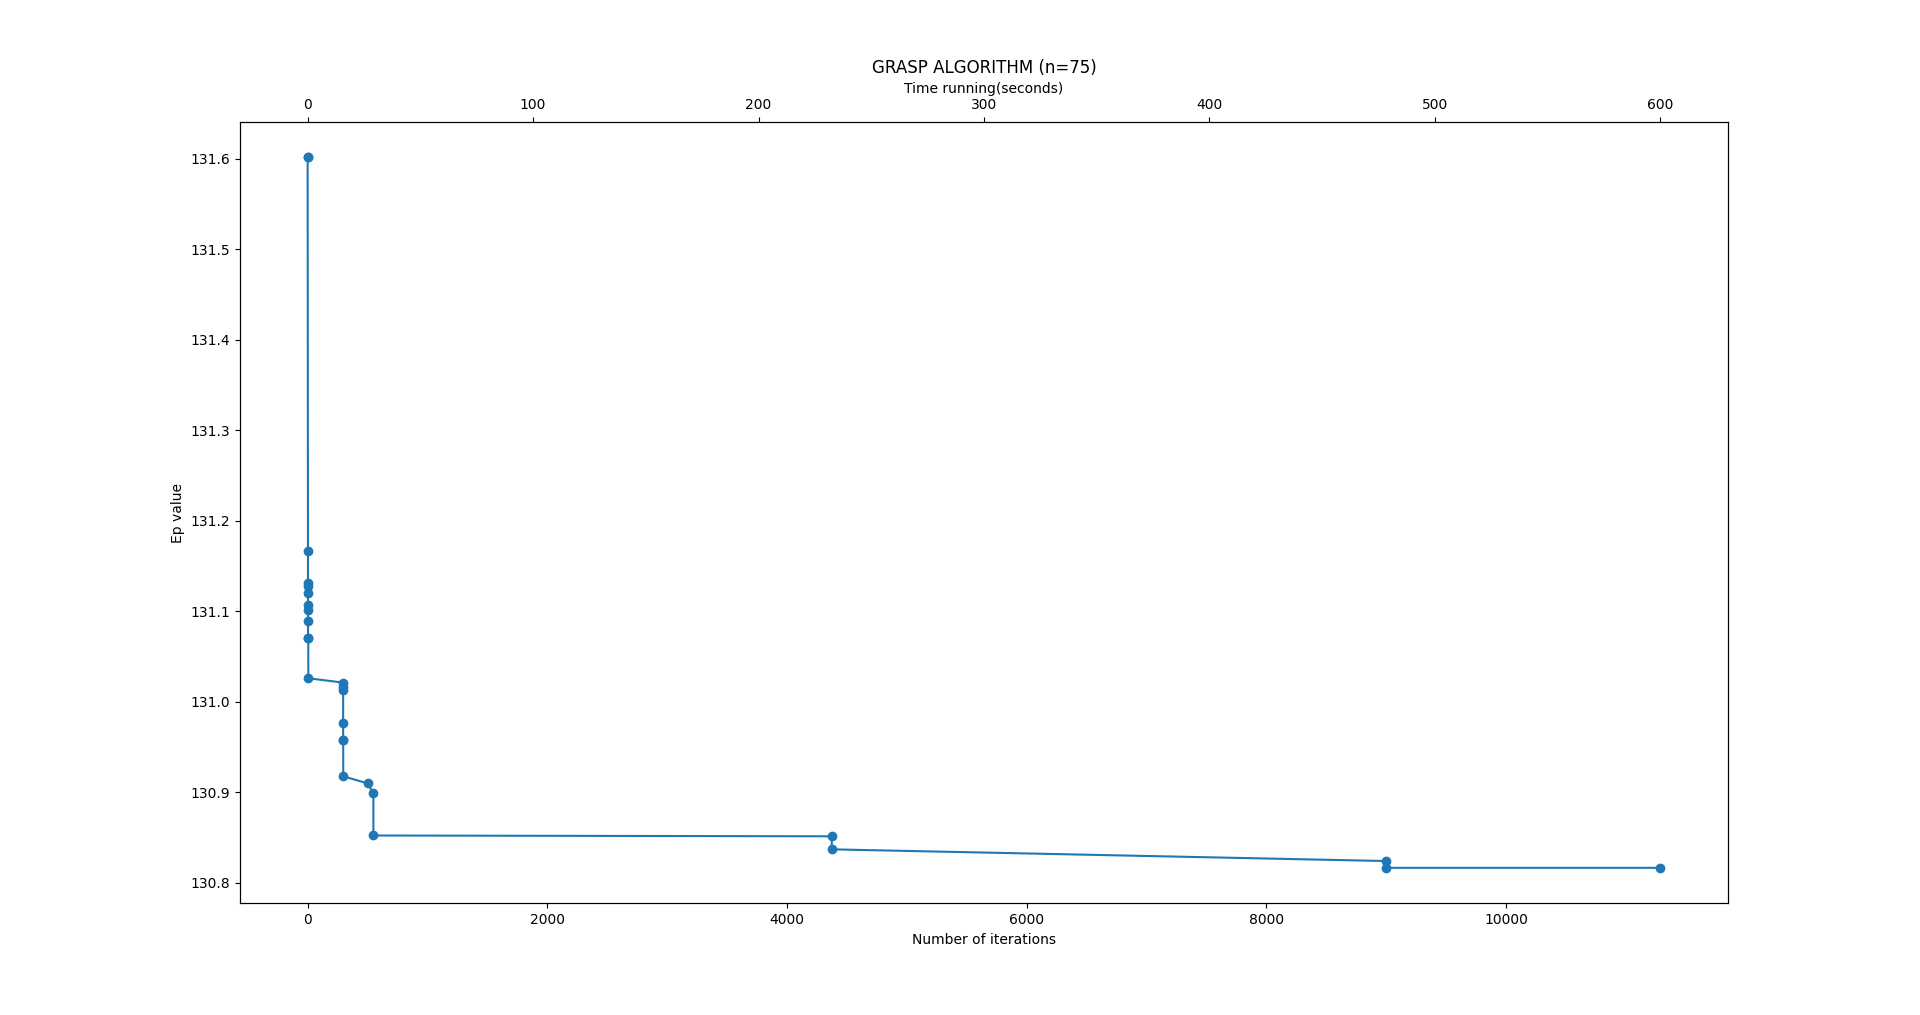 GRASP ALGORITHM (n=75)
Time running(seconds)
0 100 200 300 400 500 600
131.6
131.5
131.4
131.3
131.2
131.1
131.0
130.9
130.8
Ep value
0 2000 4000 6000 8000 10000
Number of iterations